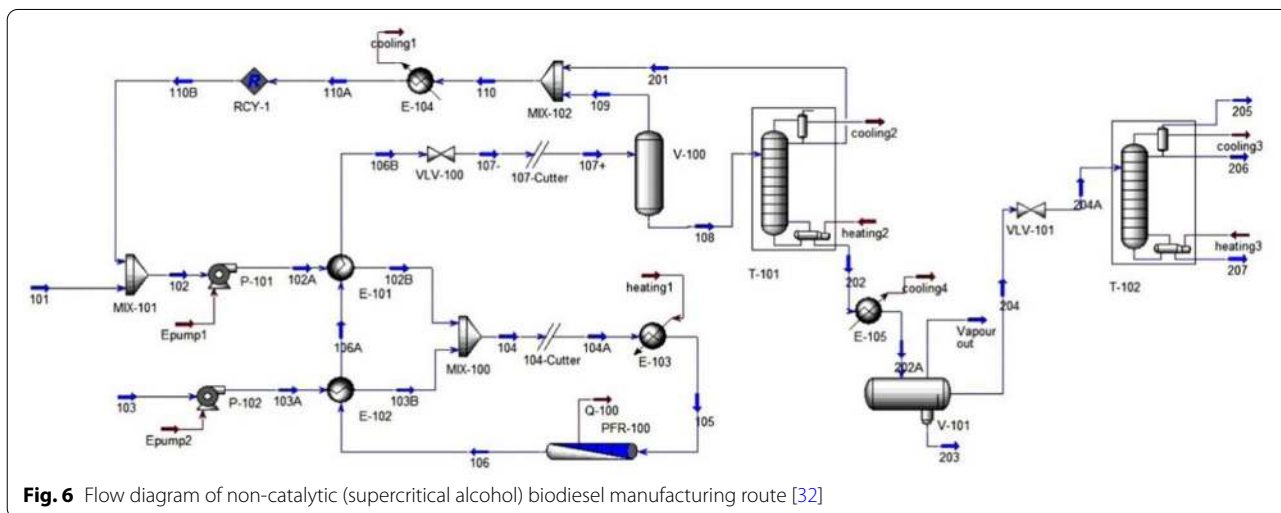 cooling1
110B
RCY-1
110A
E-104
110
MIX-102
201
109
106B
VLV-100
107-
107-Cutter
107+
V-100
108
cooling2
heating2
T-101
202
cooling4
E-105
202A
Vapour
out
V-101
203
204
VLV-101
204A
205
cooling3
206
heating3
207
T-102
101
MIX-101
102
P-101
102A
Epump1
E-101
102B
106A
103
P-102
103A
Epump2
E-102
103B
MIX-100
104
104-Cutter
104A
heating1
E-103
105
Q-100
PFR-100
106
R
Fig. 6 Flow diagram of non-catalytic (supercritical alcohol) biodiesel manufacturing route [32]